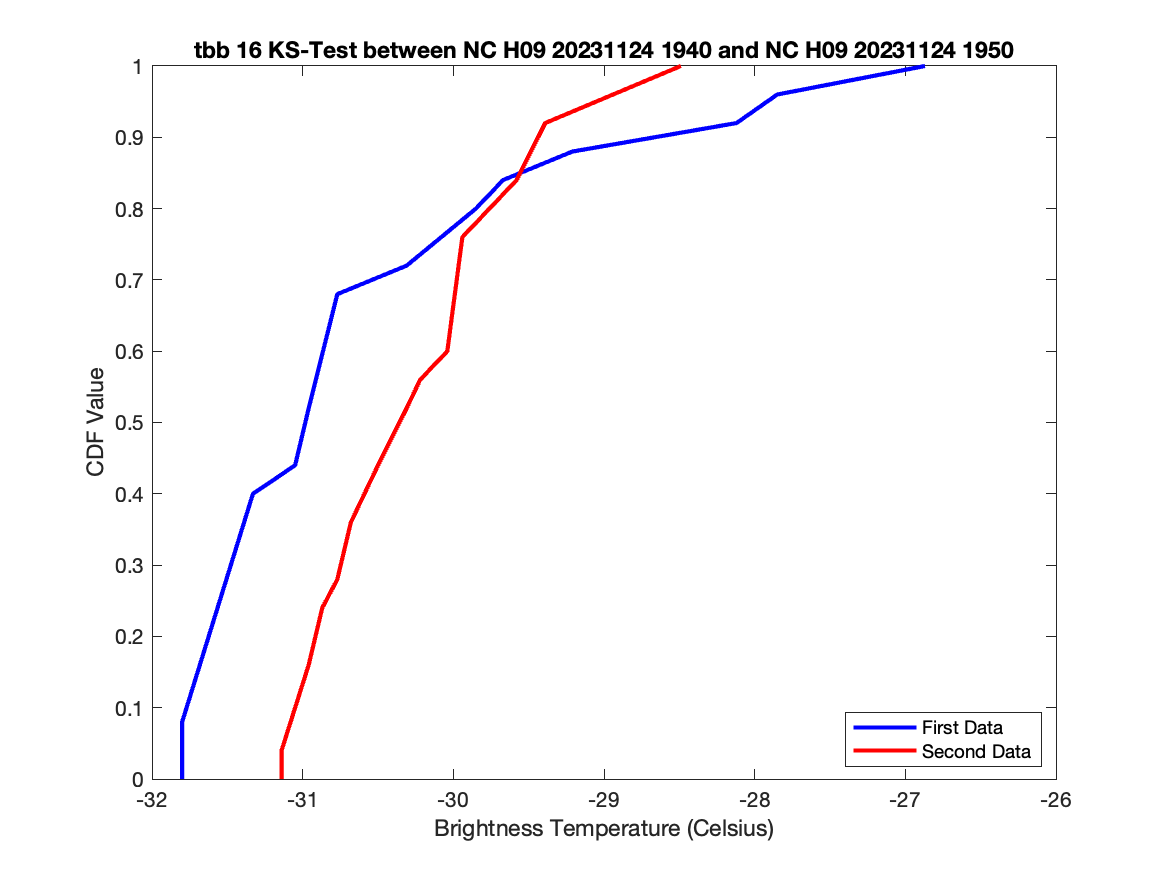 tbb 16 KS-Test between NC H09 20231124 1940 and NC H09 20231124 1950
1
0.9
0.8
0.7
0.6
0.5
0.4
0.3
0.2
0.1
0
CDF Value
First Data
Second Data
-32 -31 -30 -29 -28 -27 -26
Brightness Temperature (Celsius)